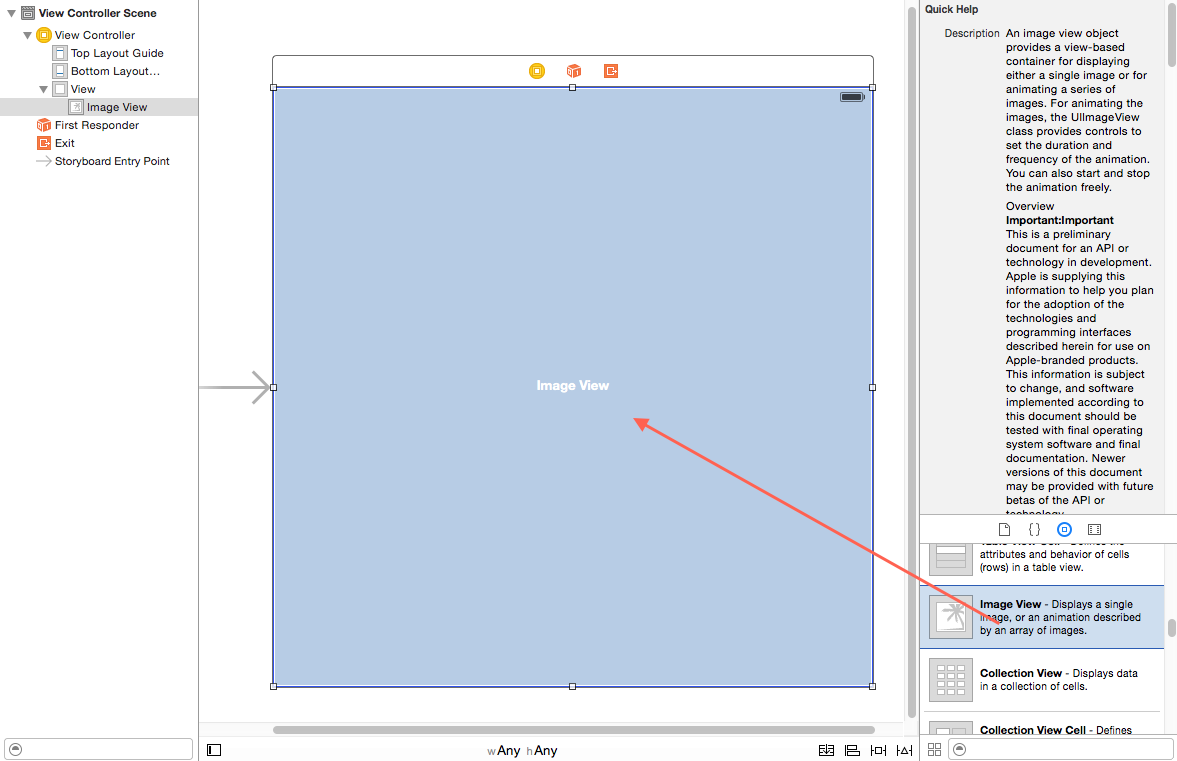 View Controller Scene
View Controller
Top Layout Guide
Bottom Layout...
View
Image View
First Responder
Exit
Storyboard Entry Point
Image View
wAny hAny
Quick Help
Description An image view object
provides a view-based
container for displaying
either a single image or for
animating a series of
images. For animating the
images, the UIImageView
class provides controls to
set the duration and
frequency of the animation.
You can also start and stop
the animation freely.
Overview
Important:Important
This is a preliminary
document for an API or
technology in development.
Apple is supplying this
information to help you plan
for the adoption of the
technologies and
programming interfaces
described herein for use on
Apple-branded products.
This information is subject
to change, and software
implemented according to
this document should be
tested with final operating
system software and final
documentation. Newer
versions of this document
may be provided with future
betas of the API or
technology.
{ }
Table View Cell - Defines the
attributes and behavior of cells
(rows) in a table view.
Image View - Displays a single
image, or an animation described
by an array of images.
Collection View - Displays data
in a collection of cells.
Collection View Cell - Defines